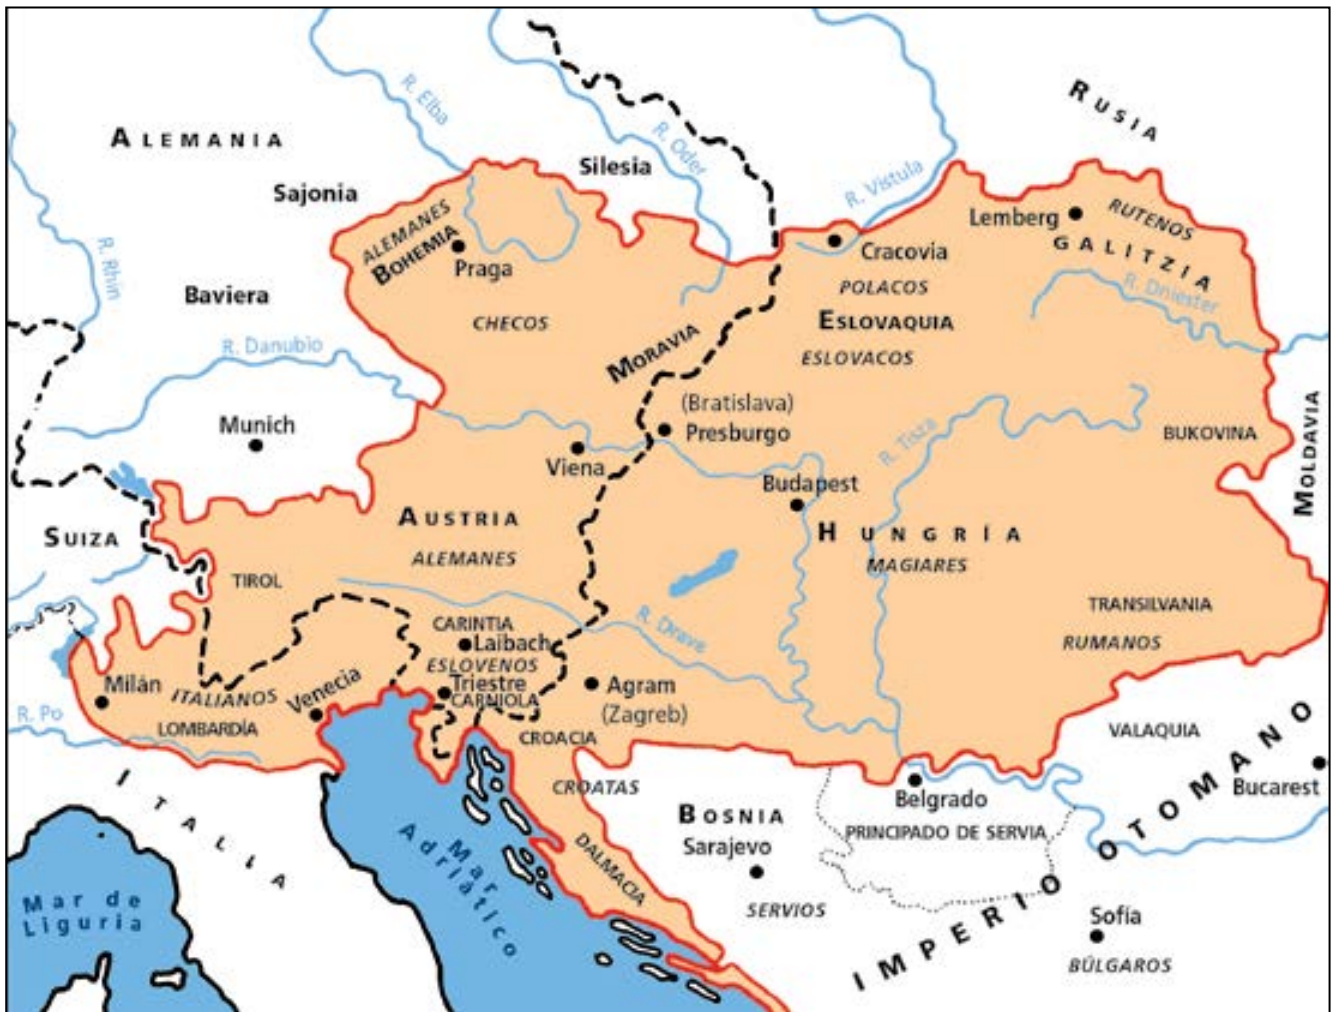 RUSIA
R. Elba
ALEMANIA
R. Oder
Silesia
R. Vistula
Sajonia
ALEMANES
BOHEMIA
Praga
Lemberg
RUTENOS
GALITZIA
Cracovia
POLACOS
R. Rhin
R. Dniester
Baviera
CHECOS
ESLOVAQUIA
ESLOVACOS
MORAVIA
R. Danubio
(Bratislava)
Presburgo
MOLDAVIA
Munich
R. Tisza
BUKOVINA
Viena
Budapest
AUSTRIA
ALEMANES
HUNGRÍA
MAGIARES
SUIZA
TIROL
TRANSILVANIA
RUMANOS
CARINTIA
Laibach
ESLOVENOS
R. Drave
Milán
ITALIANOS
Venecia
Triestre
CARNIOLA
Agram
(Zagreb)
R. Po
LOMBARDÍA
CROACIA
VALAQUIA
CROATAS
ITALIA
BOSNIA
Sarajevo
Belgrado
Bucarest
PRINCIPADO DE SERVIA
IMPERIO OTOMANO
Mar
Adriático
DALMACIA
Mar de
Liguria
SERVIOS
Sofía
BÚLGAROS